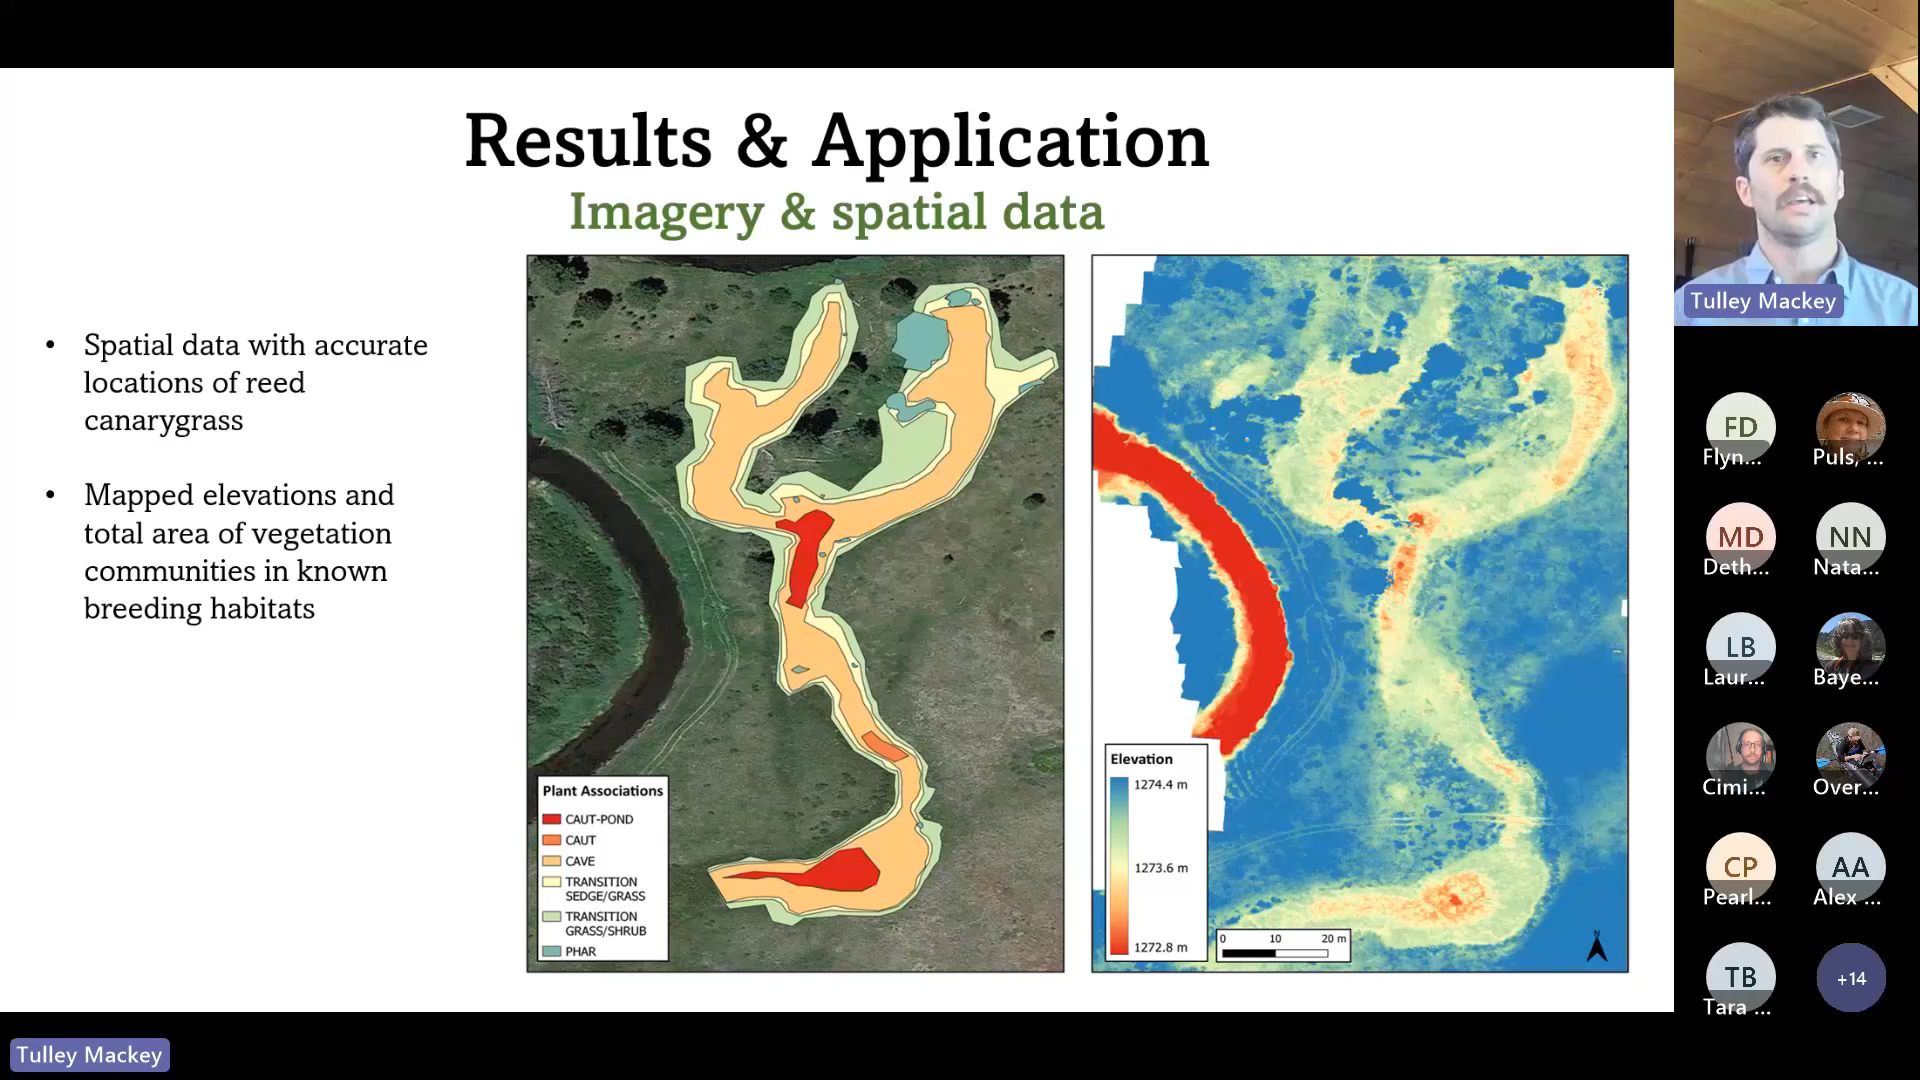 Results & Application
Imagery & spatial data
• Spatial data with accurate
locations of reed
canarygrass
• Mapped elevations and
total area of vegetation
communities in known
breeding habitats
Plant Associations
CAUT-POND
CAUT
CAVE
TRANSITION
SEDGE/GRASS
TRANSITION
GRASS/SHRUB
PHAR
Elevation
1274.4 m
1273.6 m
1272.8 m
0 10 20 m
N
Tulley Mackey
FD
Flyn...
Puls, ...
MD
Deth...
NN
Nata...
LB
Laur...
Baye...
Cimi...
Over...
CP
Pearl...
AA
Alex ...
TB
Tara ...
+14
Tulley Mackey